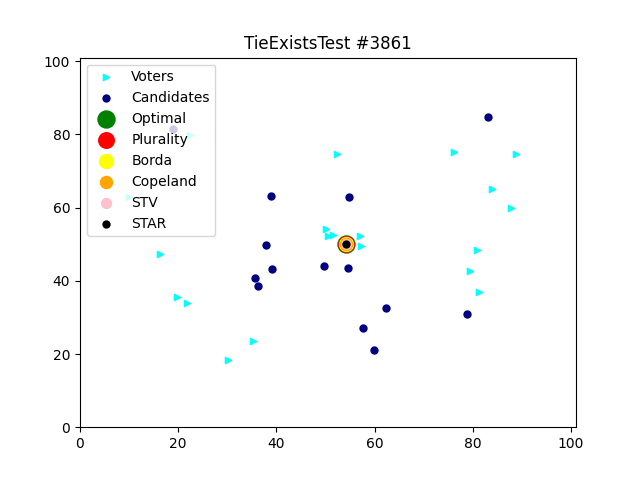 TieExistsTest #3861
100
80
60
40
20
0
0 20 40 60 80 100
Voters
Candidates
Optimal
Plurality
Borda
Copeland
STV
STAR